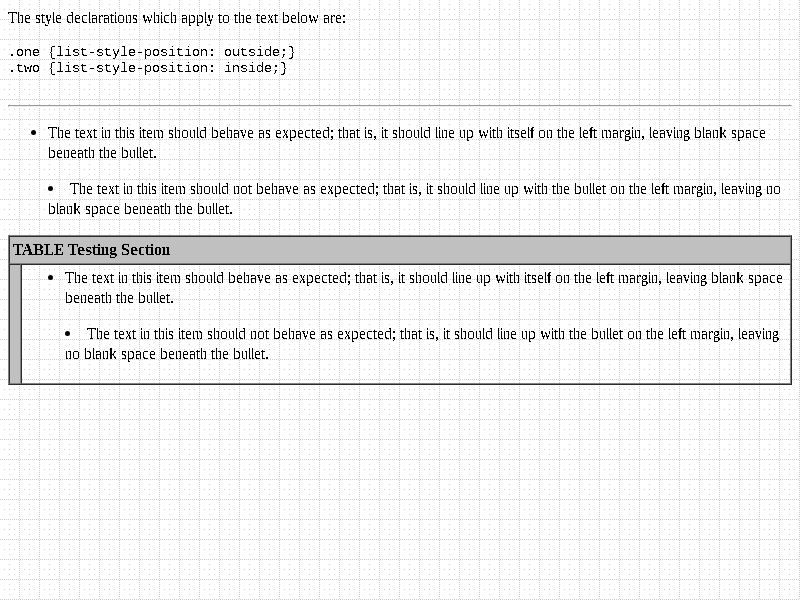 The style declarations which apply to the text below are:
.one {list-style-position: outside;}
.two {list-style-position: inside;}
• The text in this item should behave as expected; that is, it should line up with itself on the left margin, leaving blank space
beneath the bullet.
• The text in this item should not behave as expected; that is, it should line up with the bullet on the left margin, leaving no
blank space beneath the bullet.
TABLE Testing Section
• The text in this item should behave as expected; that is, it should line up with itself on the left margin, leaving blank space
beneath the bullet.
• The text in this item should not behave as expected; that is, it should line up with the bullet on the left margin, leaving
no blank space beneath the bullet.